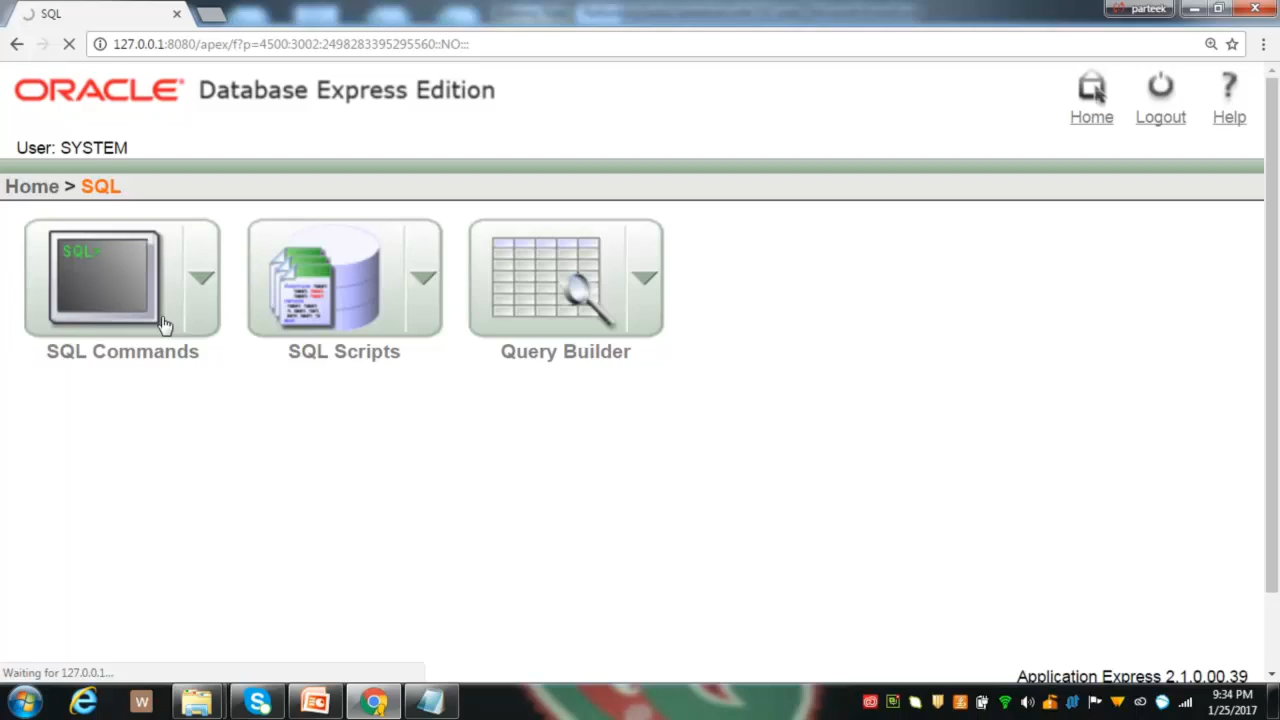 SQL
parteek
127.0.0.1:8080/apex/f?p=4500:3002:2498283395295560::NO:::
ORACLE Database Express Edition
Home
Logout
Help
User: SYSTEM
Home > SQL
SQL>
SQL Commands
SQL Scripts
Query Builder
Waiting for 127.0.0.1...
Application Express 2.1.0.00.39
W
9:34 PM
1/25/2017